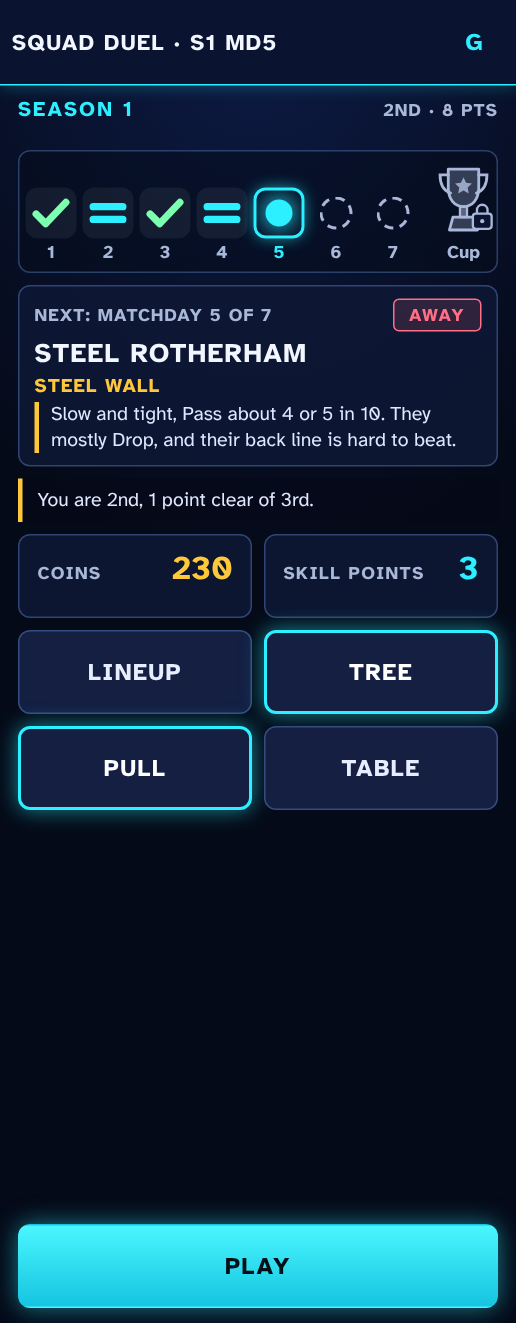 SQUAD DUEL · S1 MD5
G
SEASON 1
2ND · 8 PTS
1 2 3 4 5 6 7 Cup
NEXT: MATCHDAY 5 OF 7
AWAY
STEEL ROTHERHAM
STEEL WALL
Slow and tight, Pass about 4 or 5 in 10. They
mostly Drop, and their back line is hard to beat.
You are 2nd, 1 point clear of 3rd.
COINS 230
SKILL POINTS 3
LINEUP
TREE
PULL
TABLE
PLAY